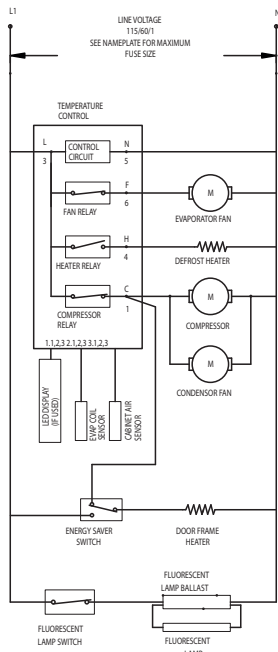 L1
N
LINE VOLTAGE
115/60/1
SEE NAMEPLATE FOR MAXIMUM
FUSE SIZE
TEMPERATURE
CONTROL
L
3
CONTROL
CIRCUIT
N
5
F
6
FAN RELAY
M
EVAPORATOR FAN
H
4
HEATER RELAY
DEFROST HEATER
C
1
COMPRESSOR
RELAY
M
COMPRESSOR
1.1,2,3 2.1,2,3 3.1,2,3
M
CONDENSOR FAN
LED DISPLAY
(IF USED)
EVAP COIL
SENSOR
CABINET AIR
SENSOR
ENERGY SAVER
SWITCH
DOOR FRAME
HEATER
FLUORESCENT
LAMP BALLAST
FLUORESCENT
LAMP SWITCH
FLUORESCENT
LAMP